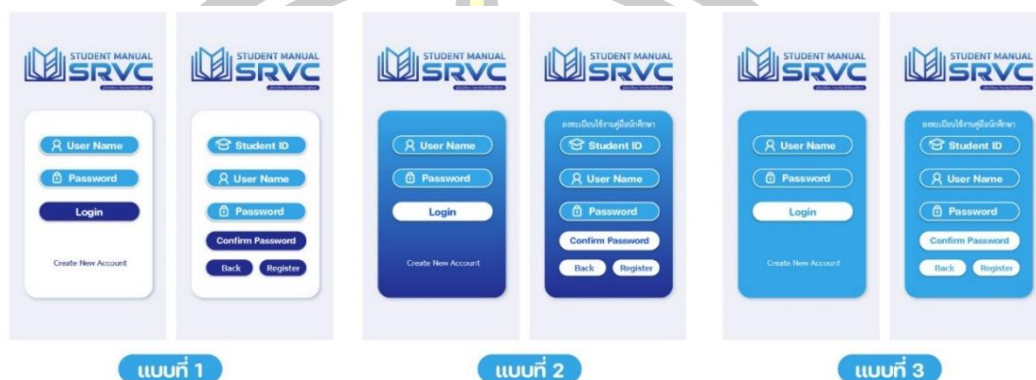 STUDENT MANUAL
SRVC
User Name
Password
Login
Create New Account
STUDENT MANUAL
SRVC
Student ID
User Name
Password
Confirm Password
Back
Register
แบบที่ 1
STUDENT MANUAL
SRVC
User Name
Password
Login
Create New Account
STUDENT MANUAL
SRVC
ลงทะเบียนใช้งานคู่มือนักศึกษา
Student ID
User Name
Password
Confirm Password
Back
Register
แบบที่ 2
STUDENT MANUAL
SRVC
User Name
Password
Login
Create New Account
STUDENT MANUAL
SRVC
ลงทะเบียนใช้งานคู่มือนักศึกษา
Student ID
User Name
Password
Confirm Password
Back
Register
แบบที่ 3